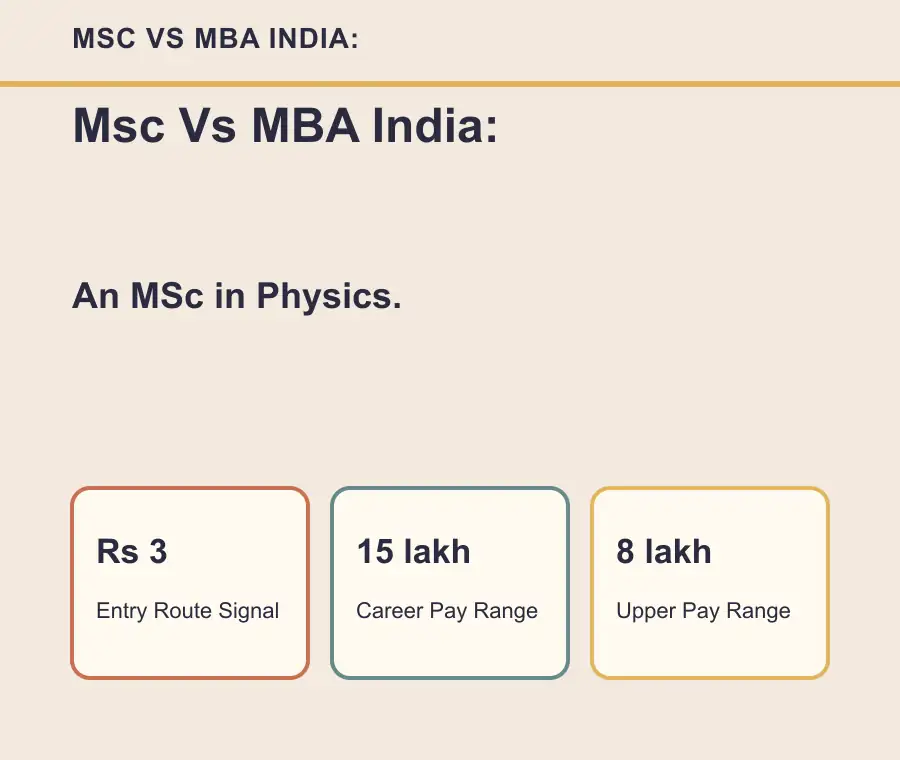 MSC VS MBA INDIA:
Msc Vs MBA India:
An MSc in Physics.
Rs 3
Entry Route Signal
15 lakh
Career Pay Range
8 lakh
Upper Pay Range